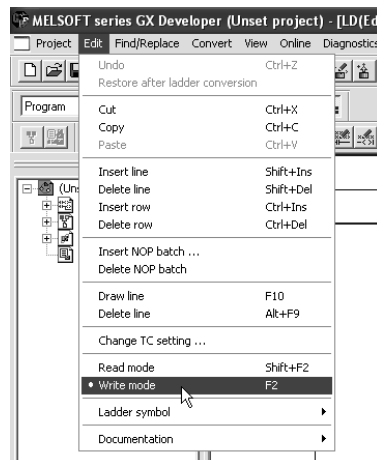 MELSOFT series GX Developer (Unset project) - [LD(Ed
Project Edit Find/Replace Convert View Online Diagnostics
Undo Ctrl+Z
Restore after ladder conversion
Program
Cut Ctrl+X
Copy Ctrl+C
Paste Ctrl+V
Insert line Shift+Ins
(Un
Delete line Shift+Del
Insert row Ctrl+Ins
Delete row Ctrl+Del
Insert NOP batch ...
Delete NOP batch
Draw line F10
Delete line Alt+F9
Change TC setting ...
Read mode Shift+F2
Write mode F2
Ladder symbol
Documentation